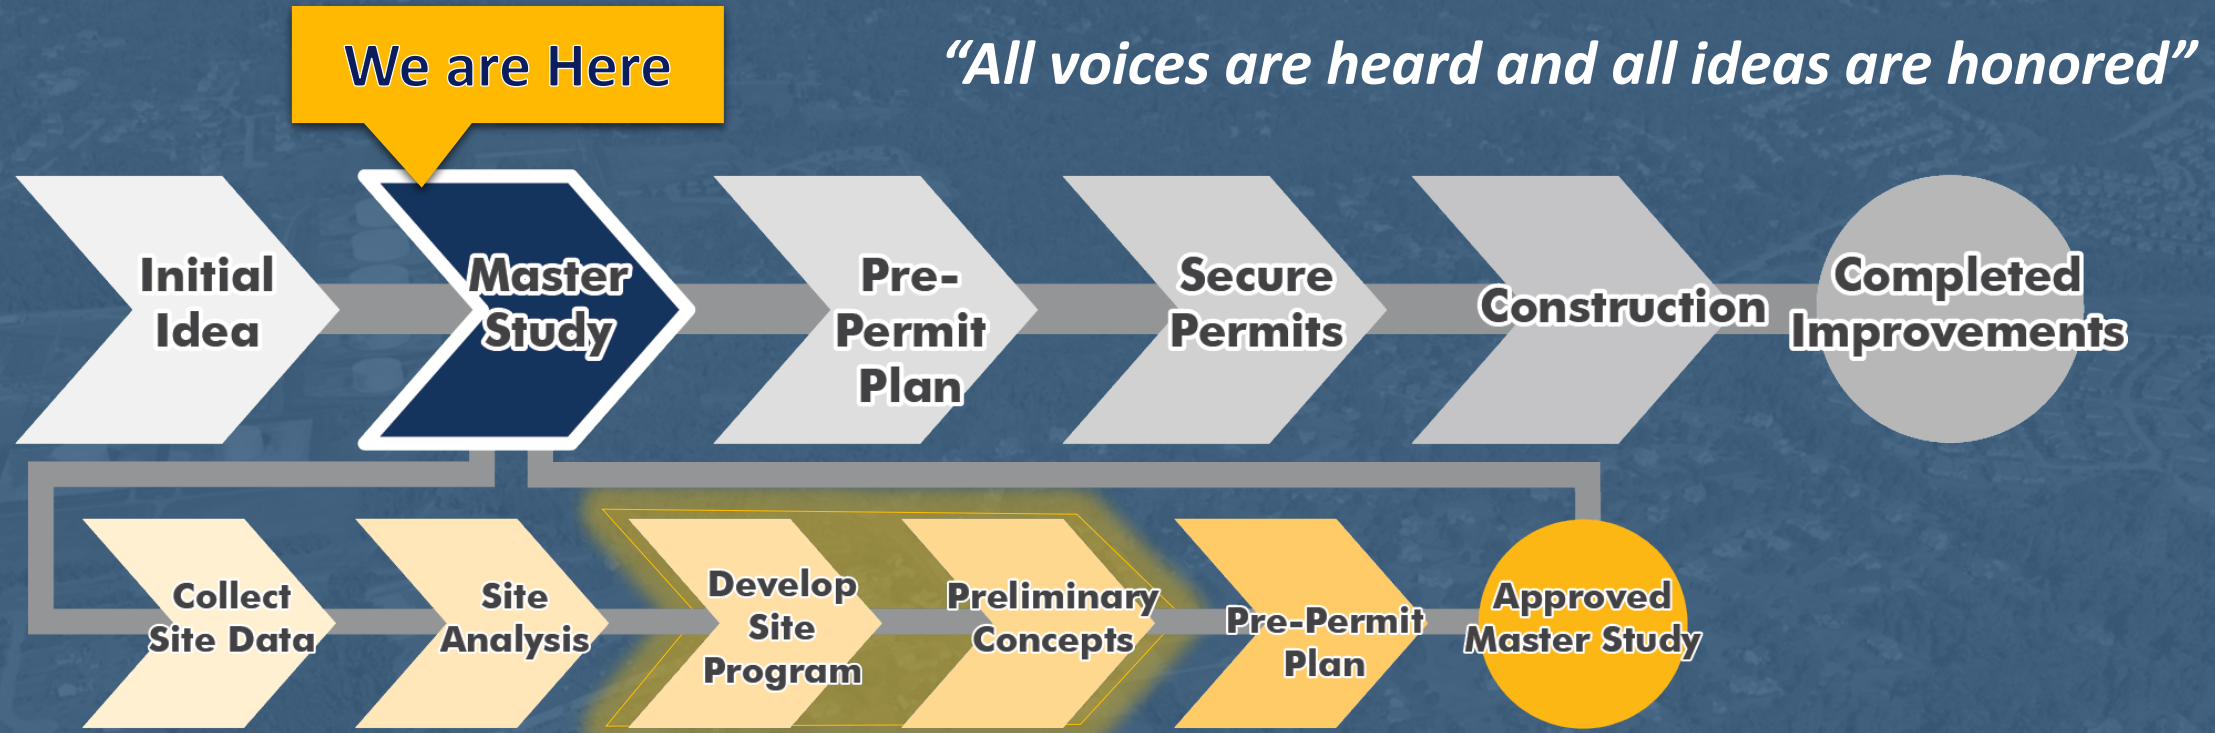 We are Here
“All voices are heard and all ideas are honored”
Initial
Idea
Master
Study
Pre-
Permit
Plan
Secure
Permits
Construction
Completed
Improvements
Collect
Site Data
Site
Analysis
Develop
Site
Program
Preliminary
Concepts
Pre-Permit
Plan
Approved
Master Study